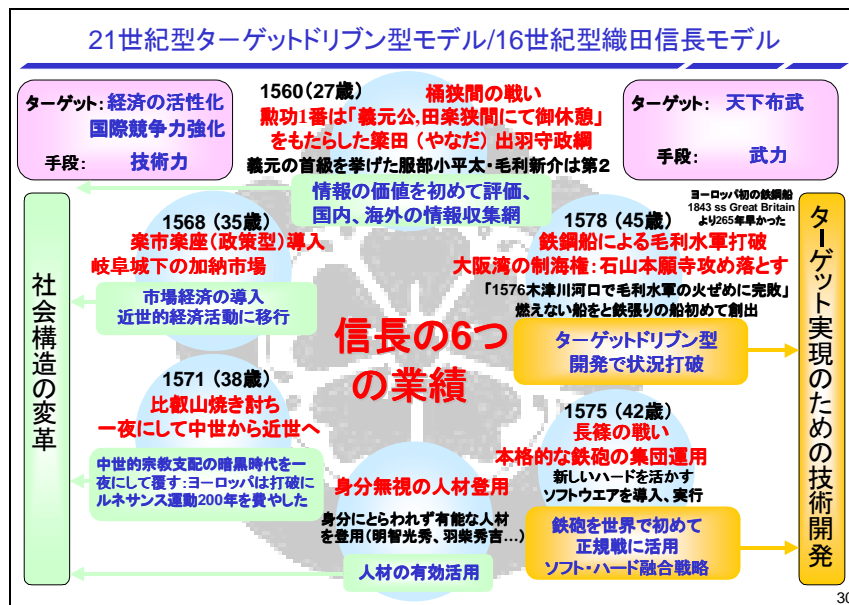 21世紀型ターゲットドリブン型モデル/16世紀型織田信長モデル
ターゲット:経済の活性化
国際競争力強化
手段: 技術力
1560(27歳) 桶狭間の戦い
勲功1番は「義元公,田楽狭間にて御休憩」
をもたらした簗田(やなだ)出羽守政綱
義元の首級を挙げた服部小平太・毛利新介は第2
情報の価値を初めて評価、
国内、海外の情報収集網
ターゲット: 天下布武
手段: 武力
社会構造の変革
1568(35歳)
楽市楽座(政策型)導入
岐阜城下の加納市場
市場経済の導入
近世的経済活動に移行
ヨーロッパ初の鉄鋼船
1843 ss Great Britain
より265年早かった
1578(45歳)
鉄鋼船による毛利水軍打破
大阪湾の制海権:石山本願寺攻め落とす
「1576木津川河口で毛利水軍の火ぜめに完敗」
燃えない船をと鉄張りの船初めて創出
ターゲットドリブン型
開発で状況打破
信長の6つ
の業績
1571 (38歳)
比叡山焼き討ち
一夜にして中世から近世へ
中世的宗教支配の暗黒時代を一
夜にして覆す:ヨーロッパは打破に
ルネサンス運動200年を費やした
身分無視の人材登用
身分にとらわれず有能な人材
を登用(明智光秀、羽柴秀吉...)
人材の有効活用
1575(42歳)
長篠の戦い
本格的な鉄砲の集団運用
新しいハードを活かす
ソフトウエアを導入、実行
鉄砲を世界で初めて
正規戦に活用
ソフト・ハード融合戦略
ターゲット実現のための技術開発
30